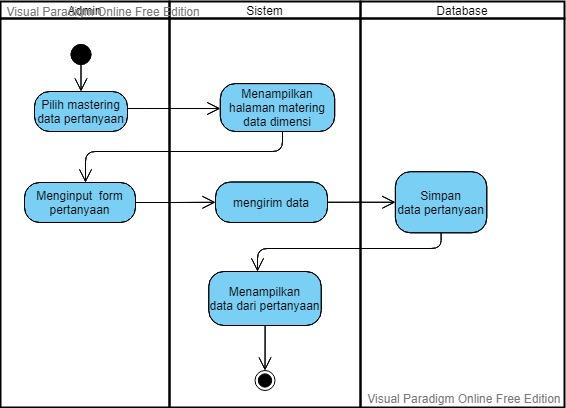 Visual Paradigm Online Free Edition
Admin
Sistem
Database
Pilih mastering
data pertanyaan
Menampilkan
halaman matering
data dimensi
Menginput form
pertanyaan
mengirim data
Simpan
data pertanyaan
Menampilkan
data dari pertanyaan
Visual Paradigm Online Free Edition